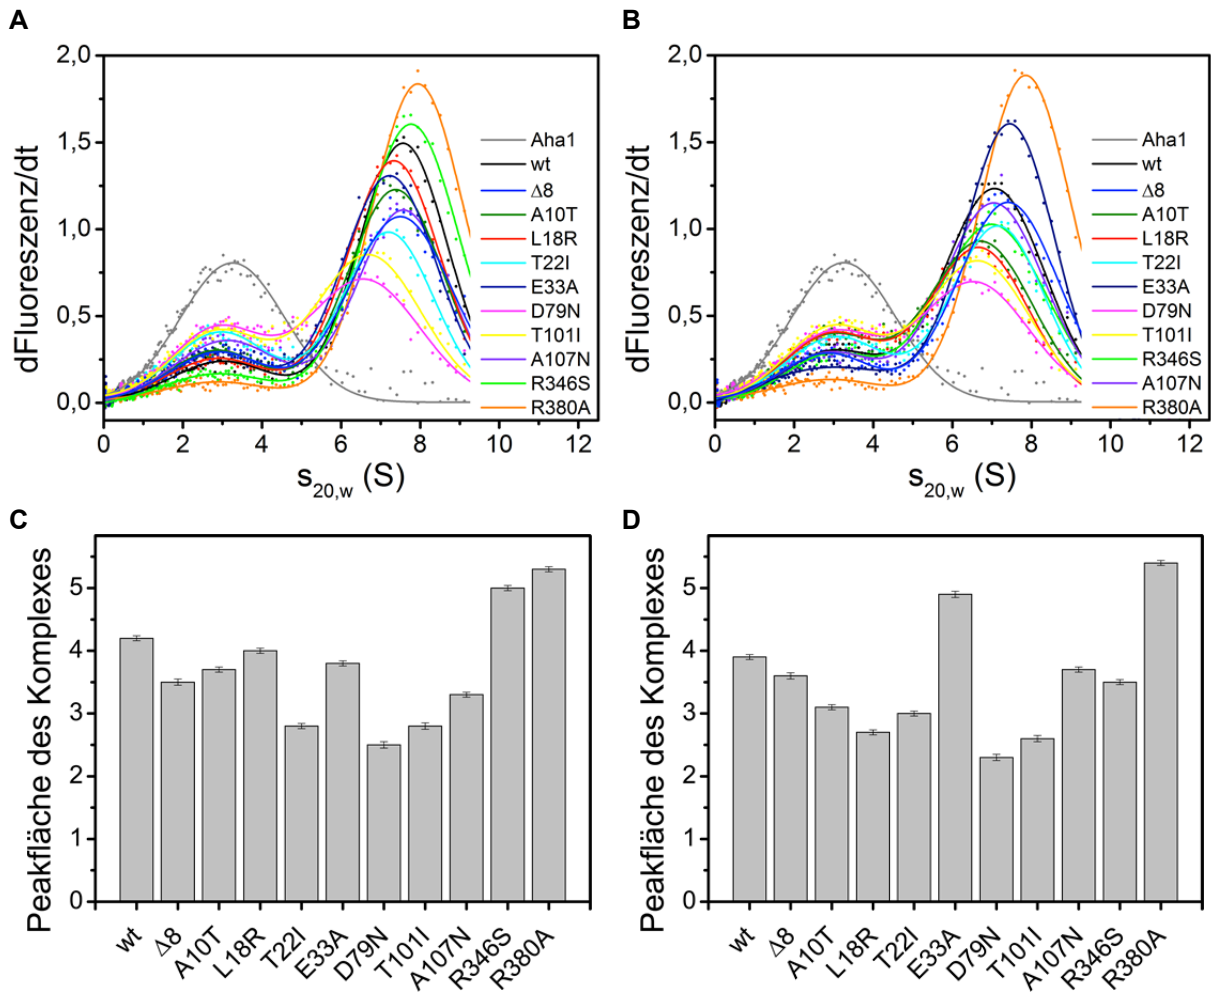 A
B
2,0
1,5
1,0
0,5
0,0
dFluoreszenz/dt
0
2
4
6
8
10
12
s20,w (S)
Aha1
wt
Δ8
A10T
L18R
T22I
E33A
D79N
T101I
A107N
R346S
R380A
2,0
1,5
1,0
0,5
0,0
dFluoreszenz/dt
0
2
4
6
8
10
12
s20,w (S)
Aha1
wt
Δ8
A10T
L18R
T22I
E33A
D79N
T101I
R346S
A107N
R380A
C
D
Peakfläche des Komplexes
5
4
3
2
1
0
wt
Δ8
A10T
L18R
T22I
E33A
D79N
T101I
A107N
R346S
R380A
Peakfläche des Komplexes
5
4
3
2
1
0
wt
Δ8
A10T
L18R
T22I
E33A
D79N
T101I
A107N
R346S
R380A